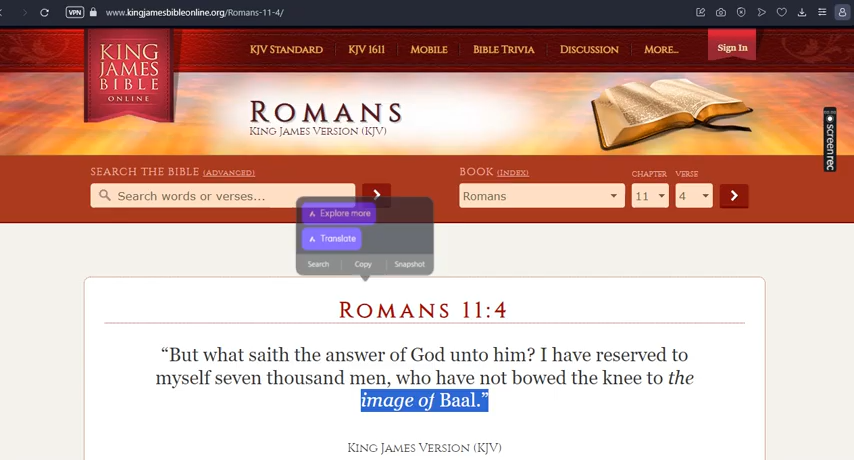 VPN www.kingjamesbibleonline.org/Romans-11-4/
KING
JAMES
BIBLE
ONLINE
KJV STANDARD KJV 1611 MOBILE BIBLE TRIVIA DISCUSSION MORE... Sign In
ROMANS
KING JAMES VERSION (KJV)
screenrec
SEARCH THE BIBLE (ADVANCED) BOOK (INDEX) CHAPTER VERSE
Search words or verses... Romans 11 4
Explore more
Translate
Search Copy Snapshot
ROMANS 11:4
“But what saith the answer of God unto him? I have reserved to
myself seven thousand men, who have not bowed the knee to the
image of Baal.”
KING JAMES VERSION (KJV)